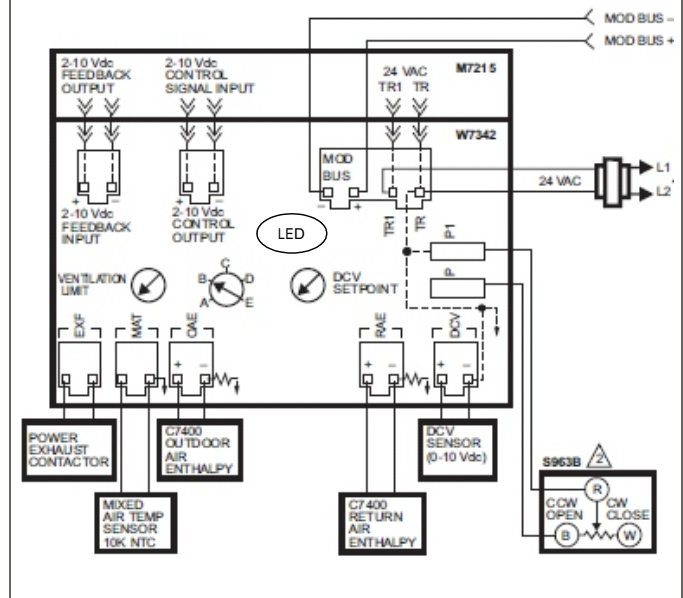 MOD BUS –
MOD BUS +
2-10 Vdc
FEEDBACK
OUTPUT
2-10 Vdc
CONTROL
SIGNAL INPUT
24 VAC
TR1 TR
M7215
W7342
MOD
BUS
– +
L1
24 VAC
L2
+ –
2-10 Vdc
FEEDBACK
INPUT
+ –
2-10 Vdc
CONTROL
OUTPUT
LED
TR1
TR
P1
P
VENTILATION
LIMIT
A
B
C
D
E
DCV
SETPOINT
EXF
MAT
OAE
RAE
DCV
+ –
+ –
+ –
POWER
EXHAUST
CONTACTOR
C7400
OUTDOOR
AIR
ENTHALPY
DCV
SENSOR
(0-10 Vdc)
MIXED
AIR TEMP
SENSOR
10K NTC
C7400
RETURN
AIR
ENTHALPY
S963B
2
R
CCW
OPEN
CW
CLOSE
B
W